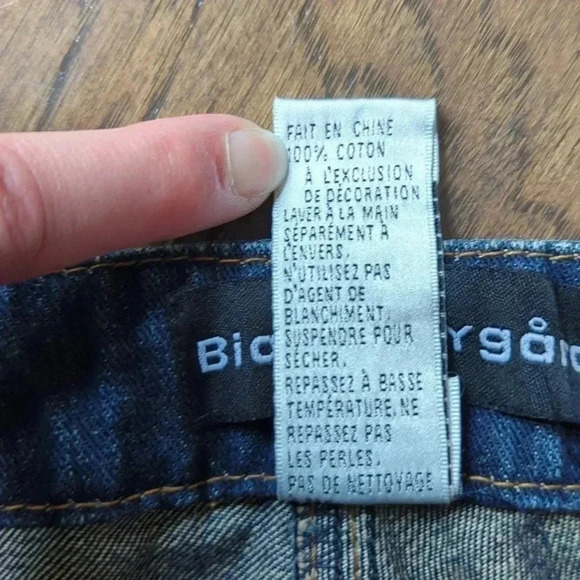 FAIT EN CHINE
100% COTON
À L'EXCLUSION
DE DÉCORATION
LAVER À LA MAIN
SÉPARÉMENT À
L'ENVERS.
N'UTILISEZ PAS
D'AGENT DE
BLANCHIMENT.
SUSPENDRE POUR
SÉCHER.
REPASSEZ À BASSE
TEMPÉRATURE. NE
REPASSEZ PAS
LES PERLES.
PAS DE NETTOYAGE